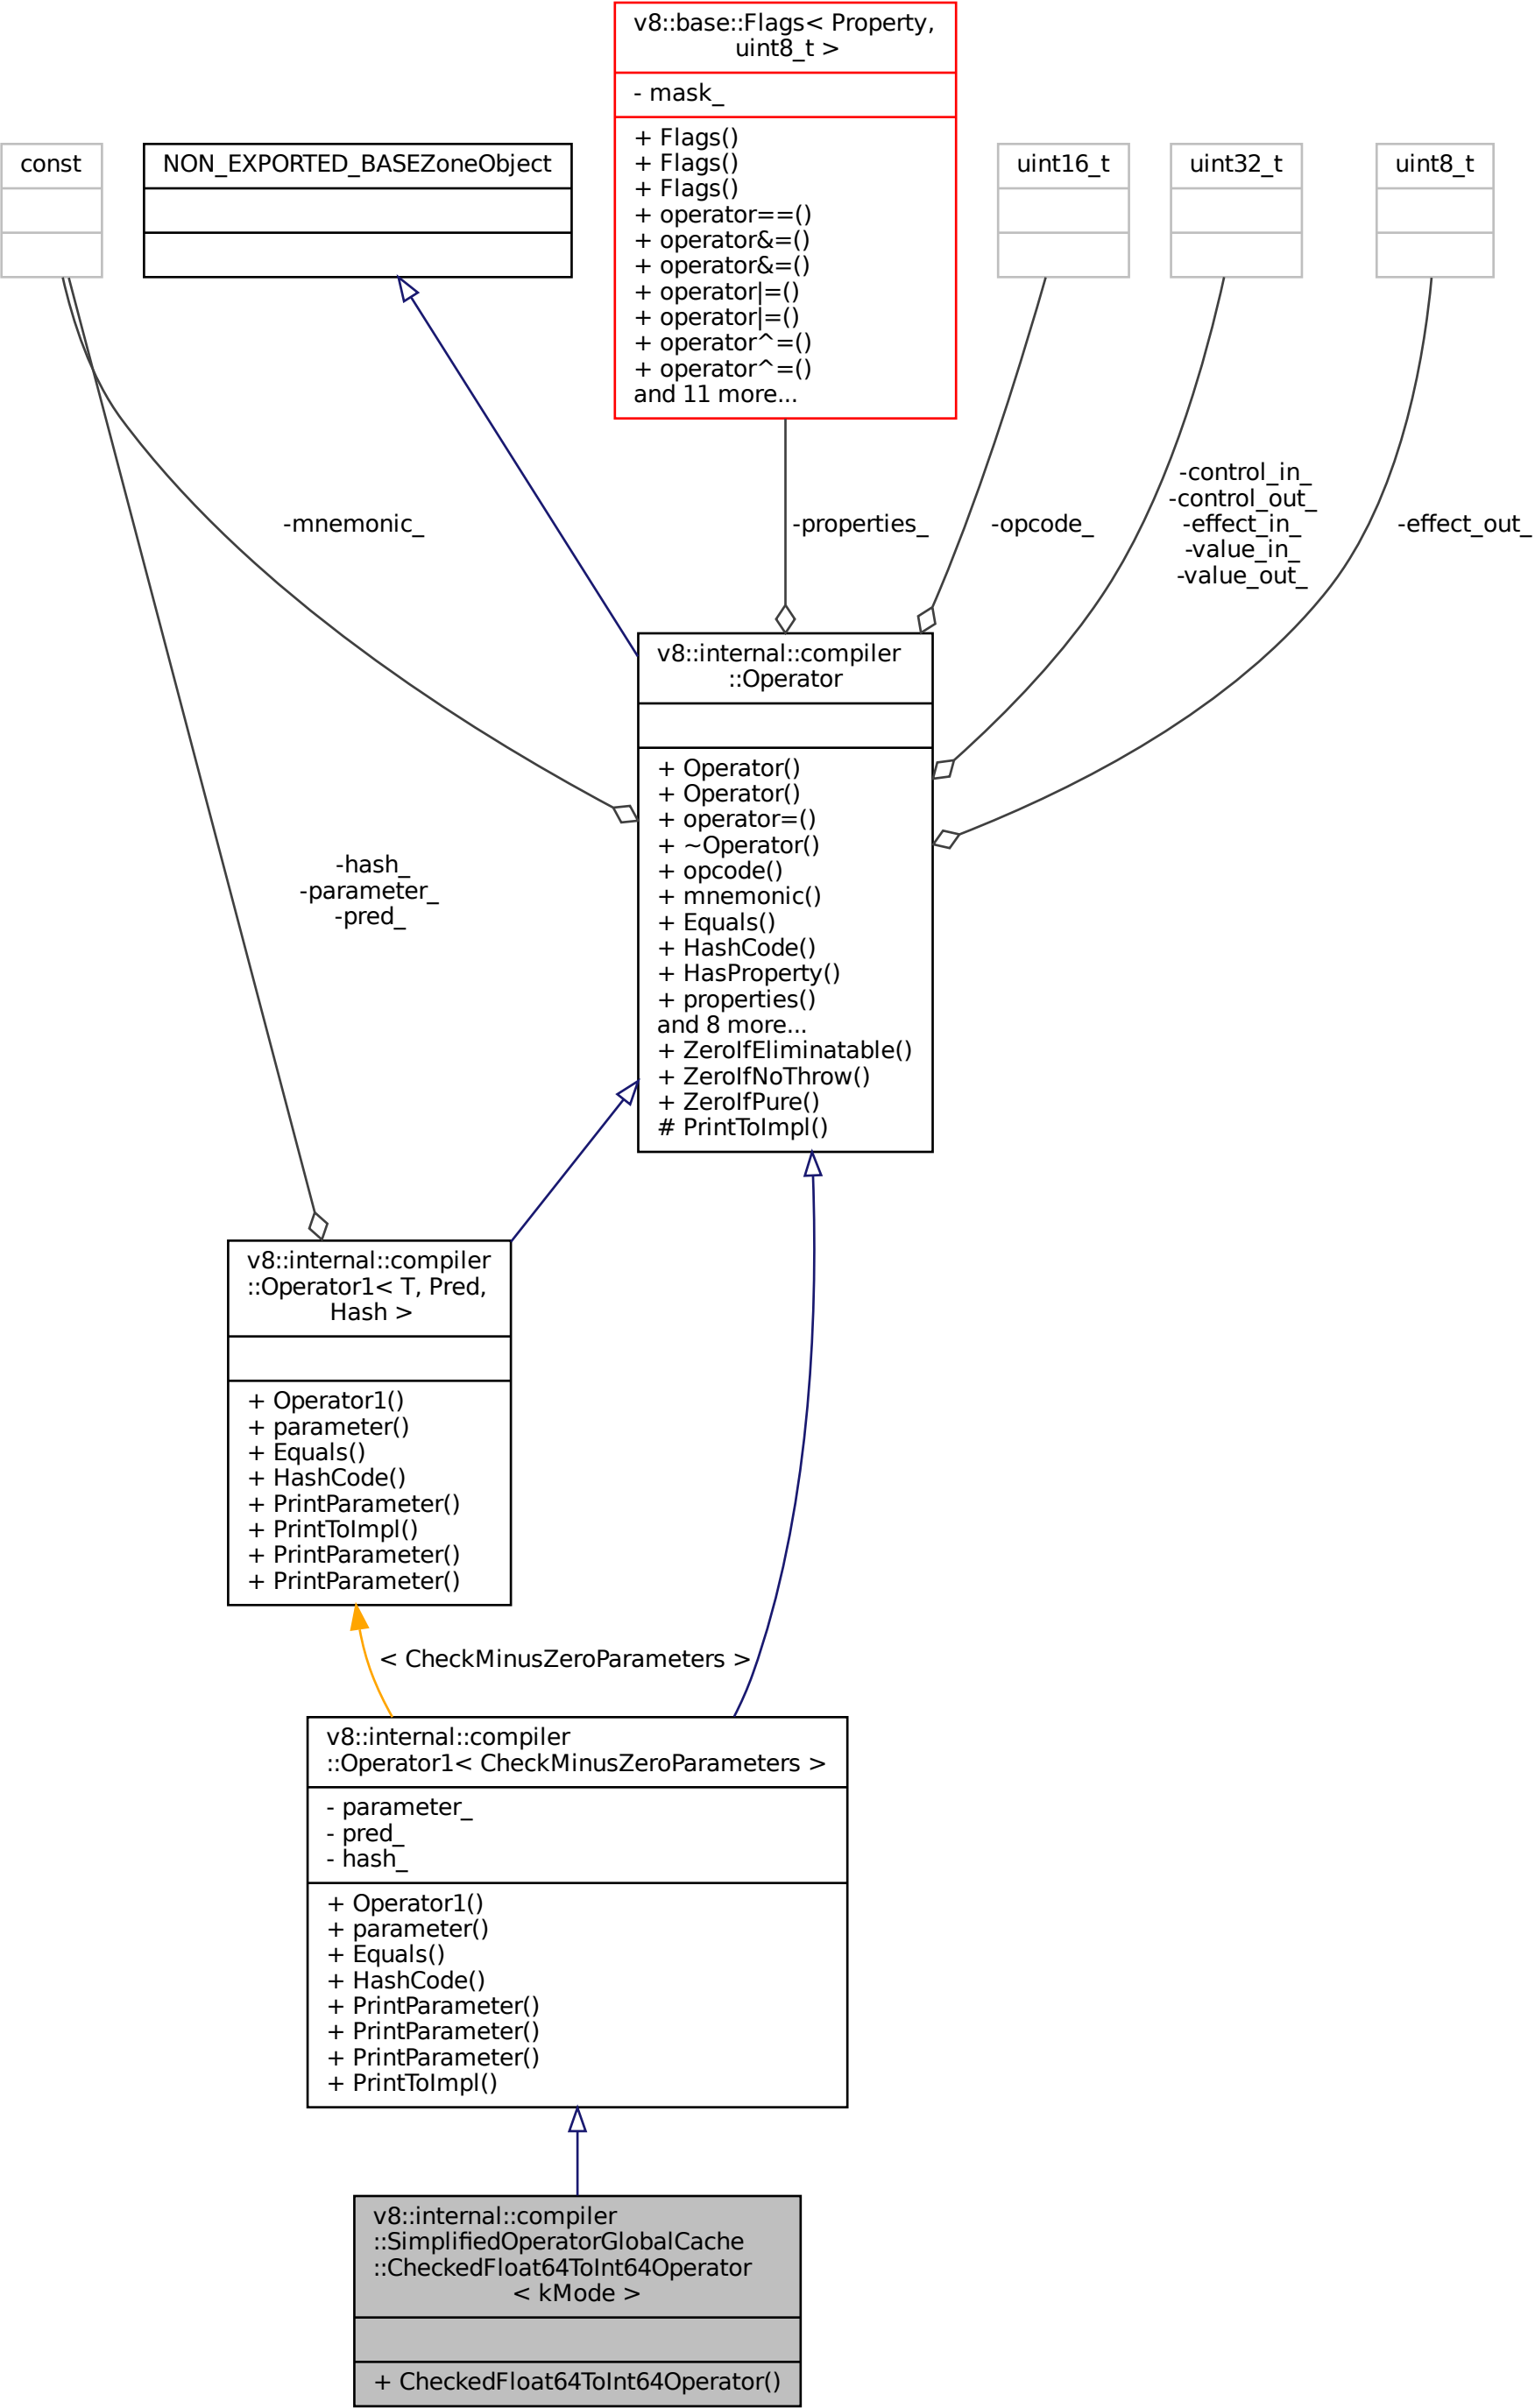 v8::base::Flags< Property,
uint8_t >
- mask_
+ Flags()
+ Flags()
+ Flags()
+ operator==()
+ operator&=()
+ operator&=()
+ operator|=()
+ operator|=()
+ operator^=()
+ operator^=()
and 11 more...
const
NON_EXPORTED_BASEZoneObject
uint16_t
uint32_t
uint8_t
-mnemonic_
-properties_
-opcode_
-control_in_
-control_out_
-effect_in_
-value_in_
-value_out_
-effect_out_
v8::internal::compiler
::Operator
+ Operator()
+ Operator()
+ operator=()
+ ~Operator()
+ opcode()
+ mnemonic()
+ Equals()
+ HashCode()
+ HasProperty()
+ properties()
and 8 more...
+ ZeroIfEliminatable()
+ ZeroIfNoThrow()
+ ZeroIfPure()
# PrintToImpl()
-hash_
-parameter_
-pred_
v8::internal::compiler
::Operator1< T, Pred,
Hash >
+ Operator1()
+ parameter()
+ Equals()
+ HashCode()
+ PrintParameter()
+ PrintToImpl()
+ PrintParameter()
+ PrintParameter()
< CheckMinusZeroParameters >
v8::internal::compiler
::Operator1< CheckMinusZeroParameters >
- parameter_
- pred_
- hash_
+ Operator1()
+ parameter()
+ Equals()
+ HashCode()
+ PrintParameter()
+ PrintParameter()
+ PrintParameter()
+ PrintToImpl()
v8::internal::compiler
::SimplifiedOperatorGlobalCache
::CheckedFloat64ToInt64Operator
< kMode >
+ CheckedFloat64ToInt64Operator()